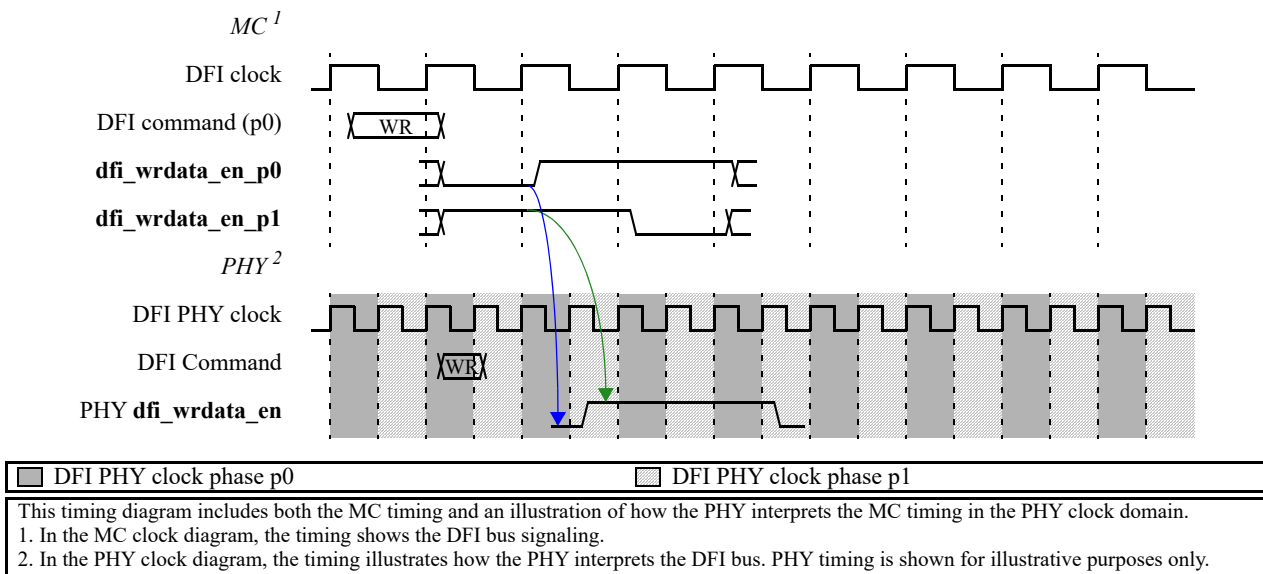 MC 1
DFI clock
DFI command (p0)
WR
dfi_wrdata_en_p0
dfi_wrdata_en_p1
PHY 2
DFI PHY clock
DFI Command
WR
PHY dfi_wrdata_en
DFI PHY clock phase p0
DFI PHY clock phase p1
This timing diagram includes both the MC timing and an illustration of how the PHY interprets the MC timing in the PHY clock domain.
1. In the MC clock diagram, the timing shows the DFI bus signaling.
2. In the PHY clock diagram, the timing illustrates how the PHY interprets the DFI bus. PHY timing is shown for illustrative purposes only.